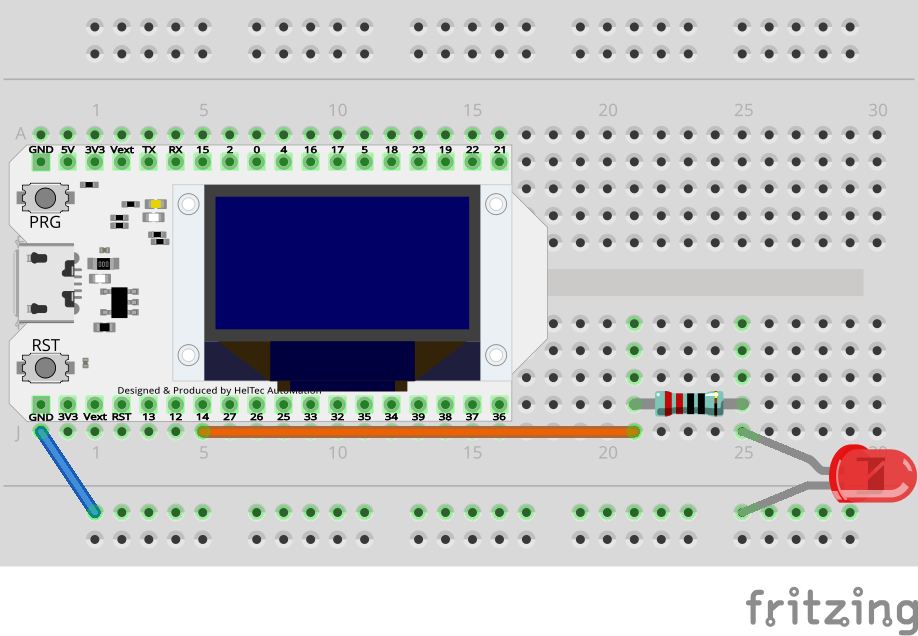 1 5 10 15 20 25 30
A
GND 5V 3V3 Vext TX RX 15 2 0 4 16 17 5 18 23 19 22 21
PRG
000
RST
Designed & Produced by HelTec Automation
GND 3V3 Vext RST 13 12 14 27 26 25 33 32 35 34 39 38 37 36
J
1 5 10 15 20 25 30
fritzing